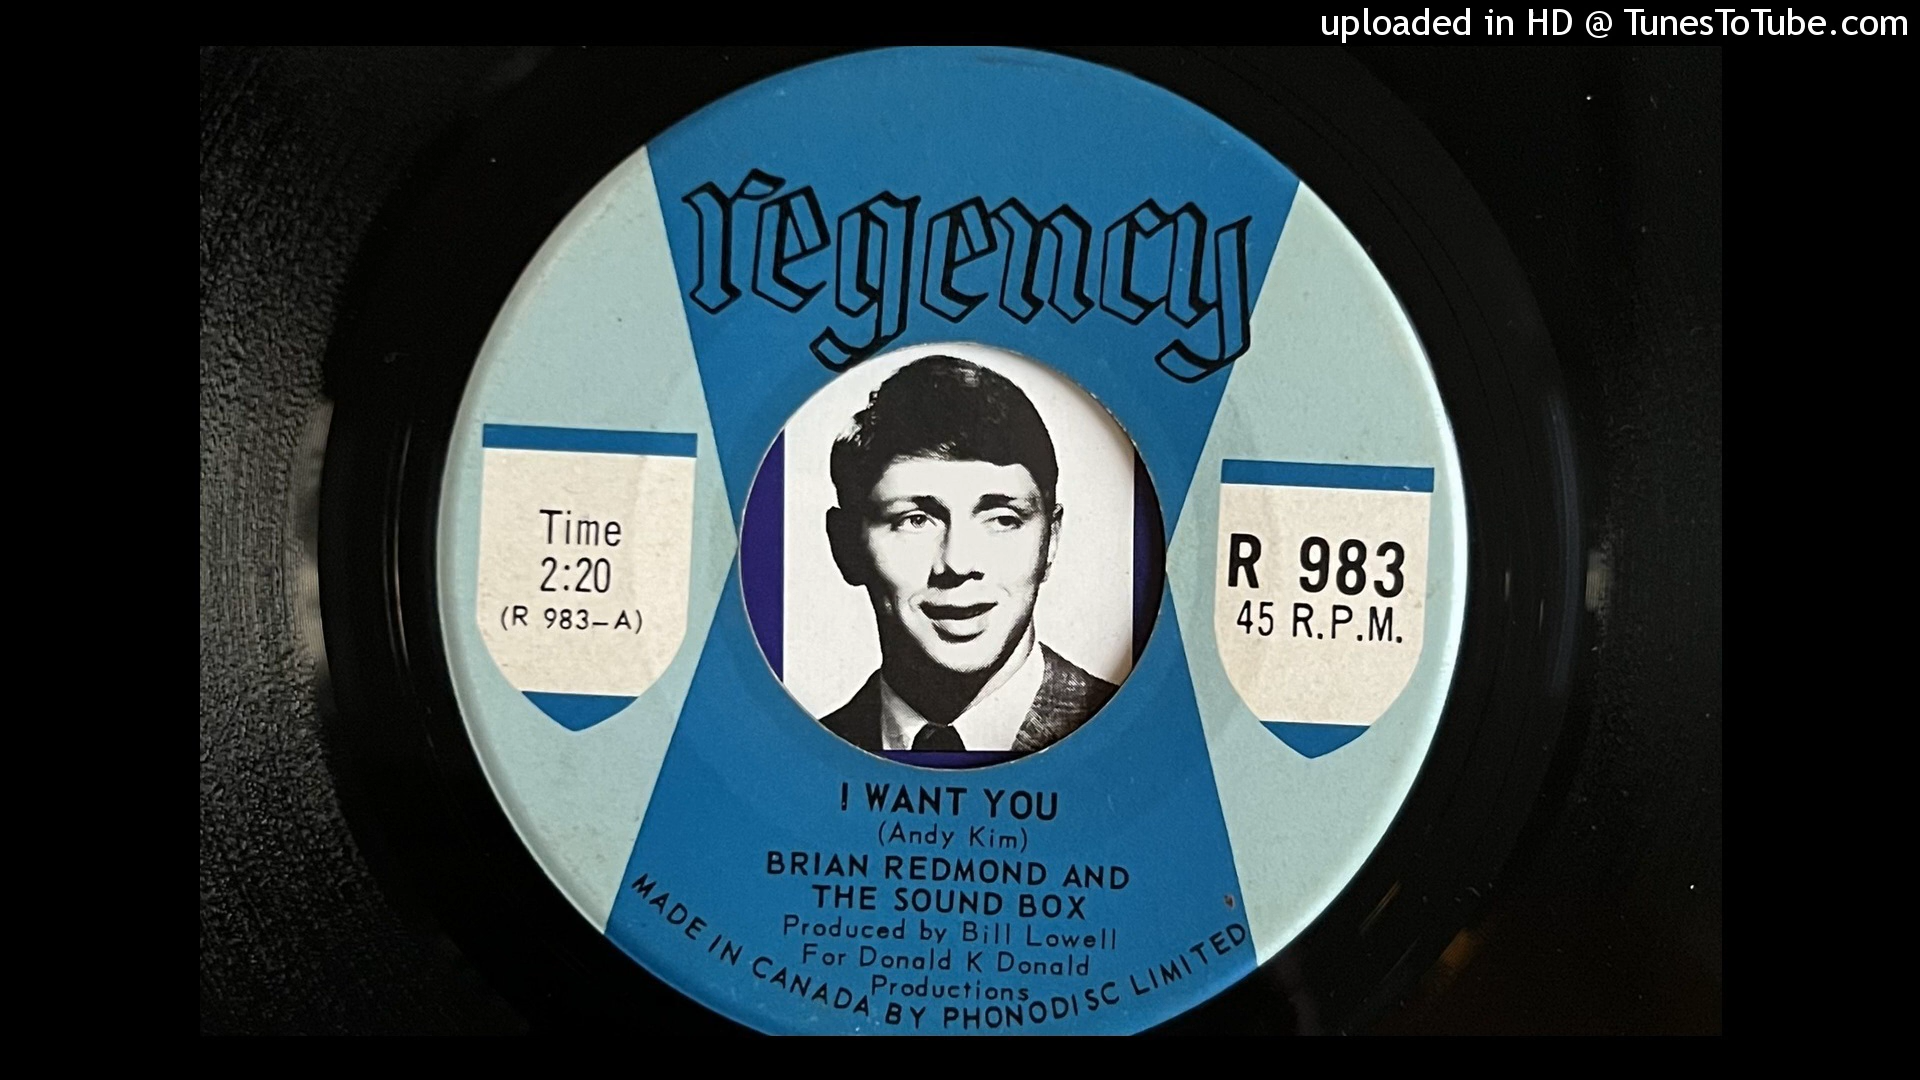 uploaded in HD @ TunesToTube.com
regency
Time
2:20
(R 983-A)
R 983
45 R.P.M.
I WANT YOU
(Andy Kim)
BRIAN REDMOND AND
THE SOUND BOX
Produced by Bill Lowell
For Donald K Donald
Productions
MADE IN CANADA BY PHONODISC LIMITED